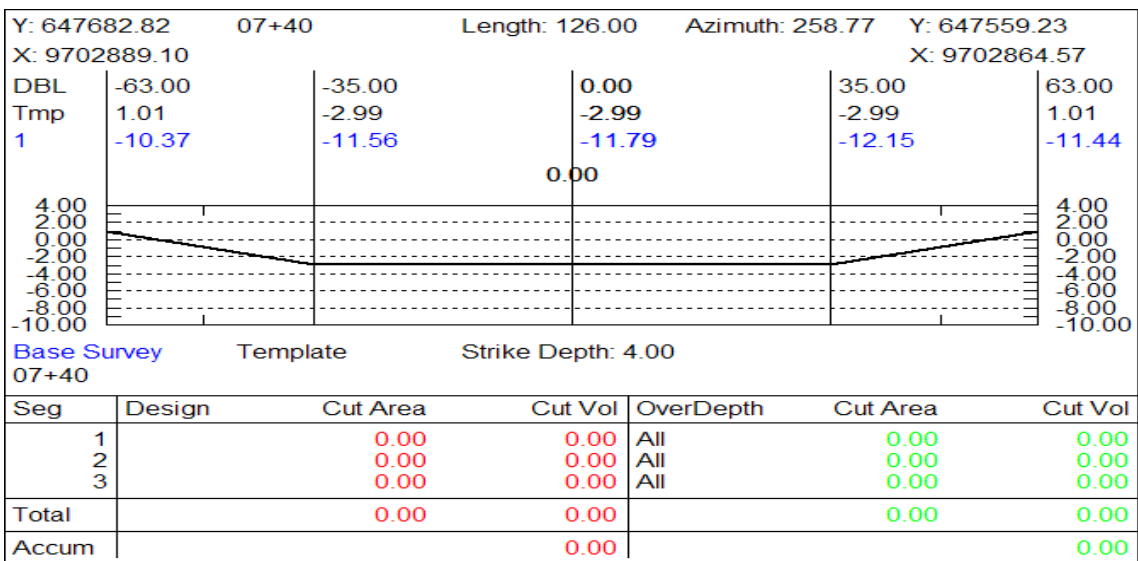 Y: 647682.82 07+40 Length: 126.00 Azimuth: 258.77 Y: 647559.23
X: 9702889.10 X: 9702864.57
DBL -63.00 -35.00 0.00 35.00 63.00
Tmp 1.01 -2.99 -2.99 -2.99 1.01
1 -10.37 -11.56 -11.79 -12.15 -11.44
0.00
4.00 4.00
2.00 2.00
0.00 0.00
-2.00 -2.00
-4.00 -4.00
-6.00 -6.00
-8.00 -8.00
-10.00 -10.00
Base Survey Template Strike Depth: 4.00
07+40
Seg Design Cut Area Cut Vol OverDepth Cut Area Cut Vol
1 0.00 0.00 All 0.00 0.00
2 0.00 0.00 All 0.00 0.00
3 0.00 0.00 All 0.00 0.00
Total 0.00 0.00 0.00 0.00
Accum 0.00 0.00